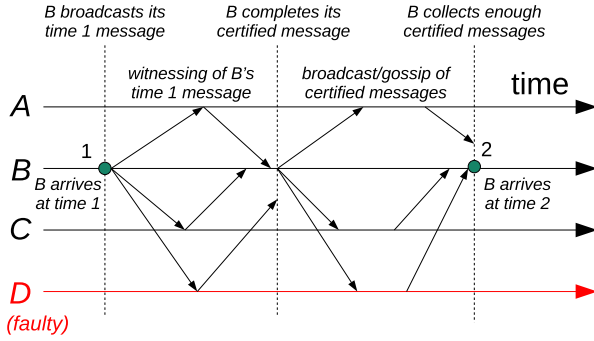 B broadcasts its
time 1 message
B completes its
certified message
B collects enough
certified messages
witnessing of B's
time 1 message
broadcast/gossip of
certified messages
time
A
1
2
B
B arrives
at time 1
B arrives
at time 2
C
D
(faulty)